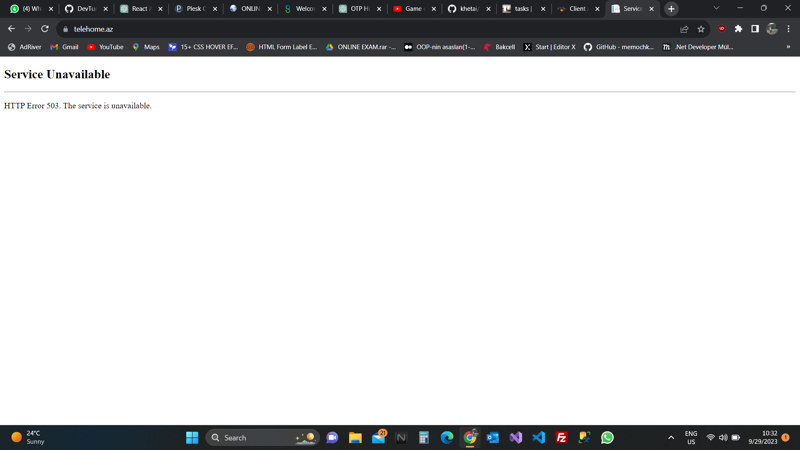 (4) Wh
DevTu
React
Plesk
ONLIN
Welco
OTP H
Game
khetai
tasks |
Client
Service
telehome.az
AdRiver
Gmail
YouTube
Maps
15+ CSS HOVER EF...
HTML Form Label E...
ONLINE EXAM.rar -...
OOP-nin əsasları(1-...
Bakcell
Start | Editor X
GitHub - memochk...
.Net Developer Mül...
»
Service Unavailable
HTTP Error 503. The service is unavailable.
24°C
Sunny
Search
21
ENG
US
10:32
9/29/2023